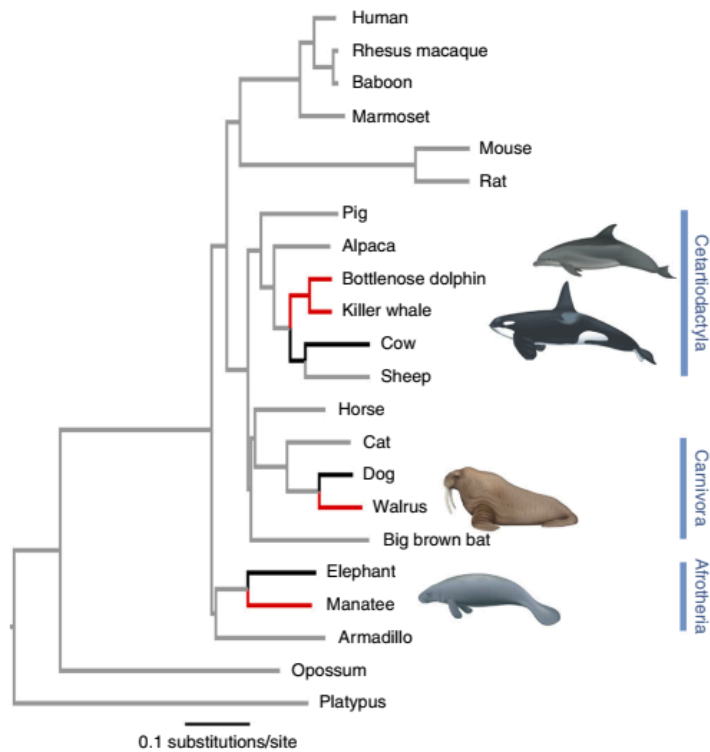 Human
Rhesus macaque
Baboon
Marmoset
Mouse
Rat
Pig
Alpaca
Bottlenose dolphin
Killer whale
Cow
Sheep
Cetartiodactyla
Horse
Cat
Dog
Walrus
Big brown bat
Carnivora
Elephant
Manatee
Armadillo
Afrotheria
Opossum
Platypus
0.1 substitutions/site